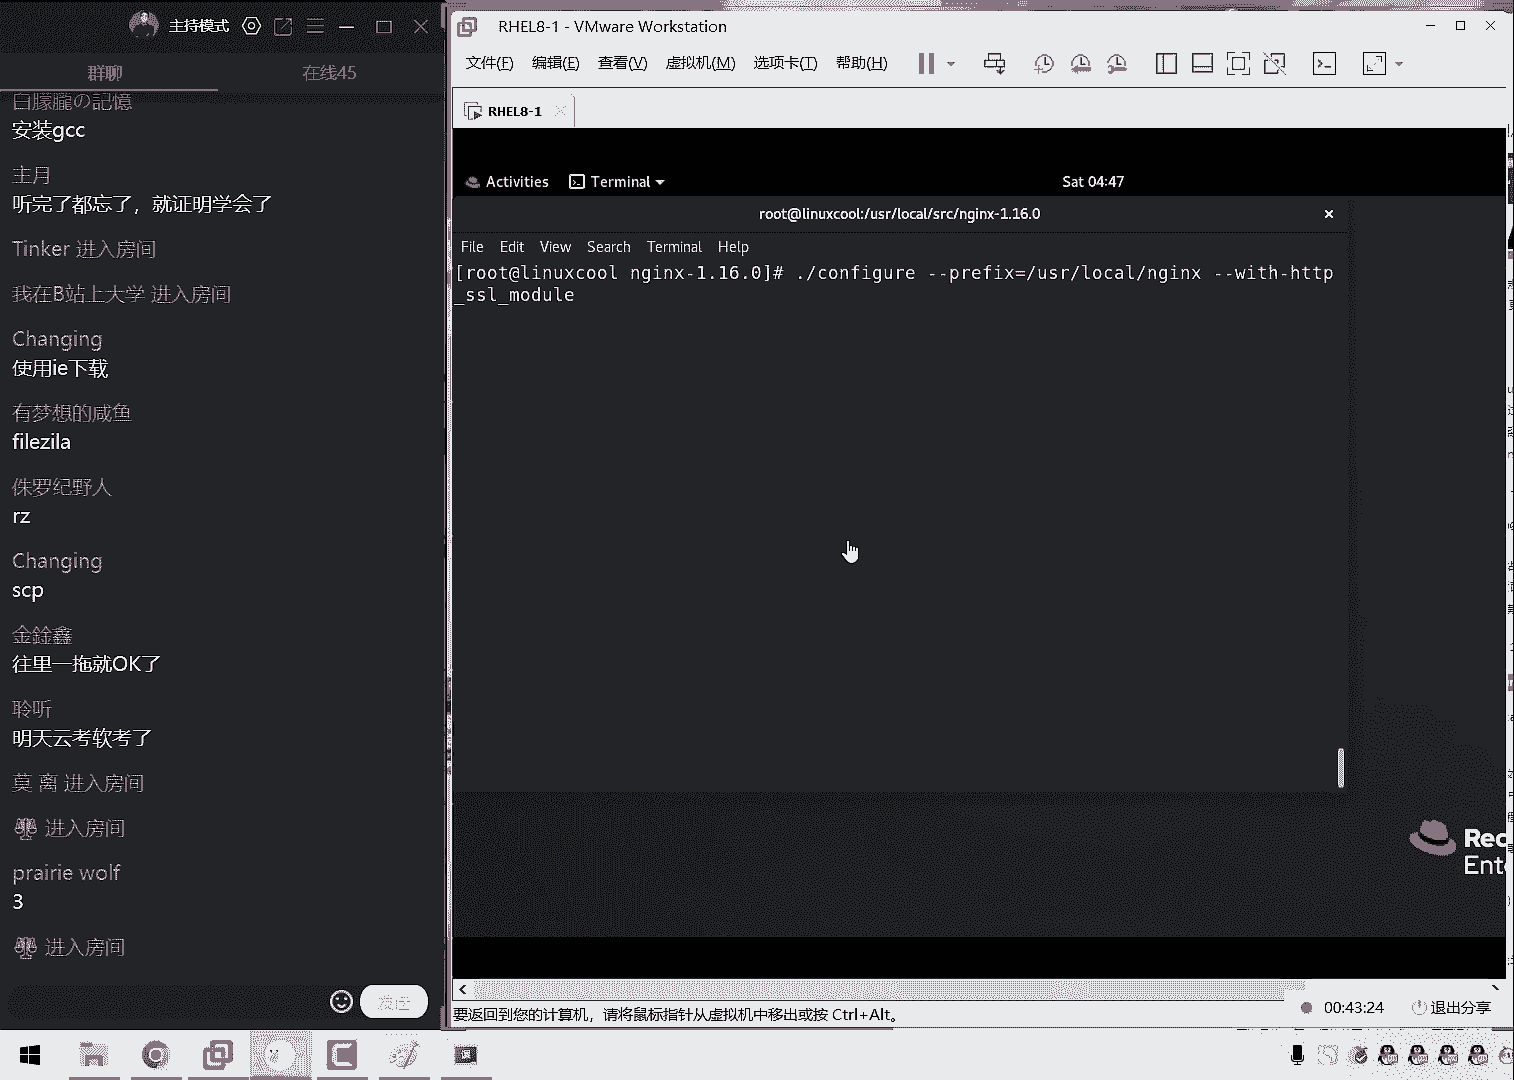 主持模式
群聊
在线45
白朦朧の記憶
安装gcc
主月
听完了都忘了，就证明学会了
Tinker 进入房间
我在B站上大学 进入房间
Changing
使用ie下载
有梦想的咸鱼
filezila
侏罗纪野人
rz
Changing
scp
金銓鑫
往里一拖就OK了
聆听
明天云考软考了
莫 离 进入房间
进入房间
prairie wolf
3
进入房间
发送
RHEL8-1 - VMware Workstation
文件(F) 编辑(E) 查看(V) 虚拟机(M) 选项卡(T) 帮助(H)
RHEL8-1
Activities Terminal Sat 04:47
root@linuxcool:/usr/local/src/nginx-1.16.0
File Edit View Search Terminal Help
[root@linuxcool nginx-1.16.0]# ./configure --prefix=/usr/local/nginx --with-http
_ssl_module
要返回到您的计算机，请将鼠标指针从虚拟机中移出或按 Ctrl+Alt。
00:43:24 退出分享